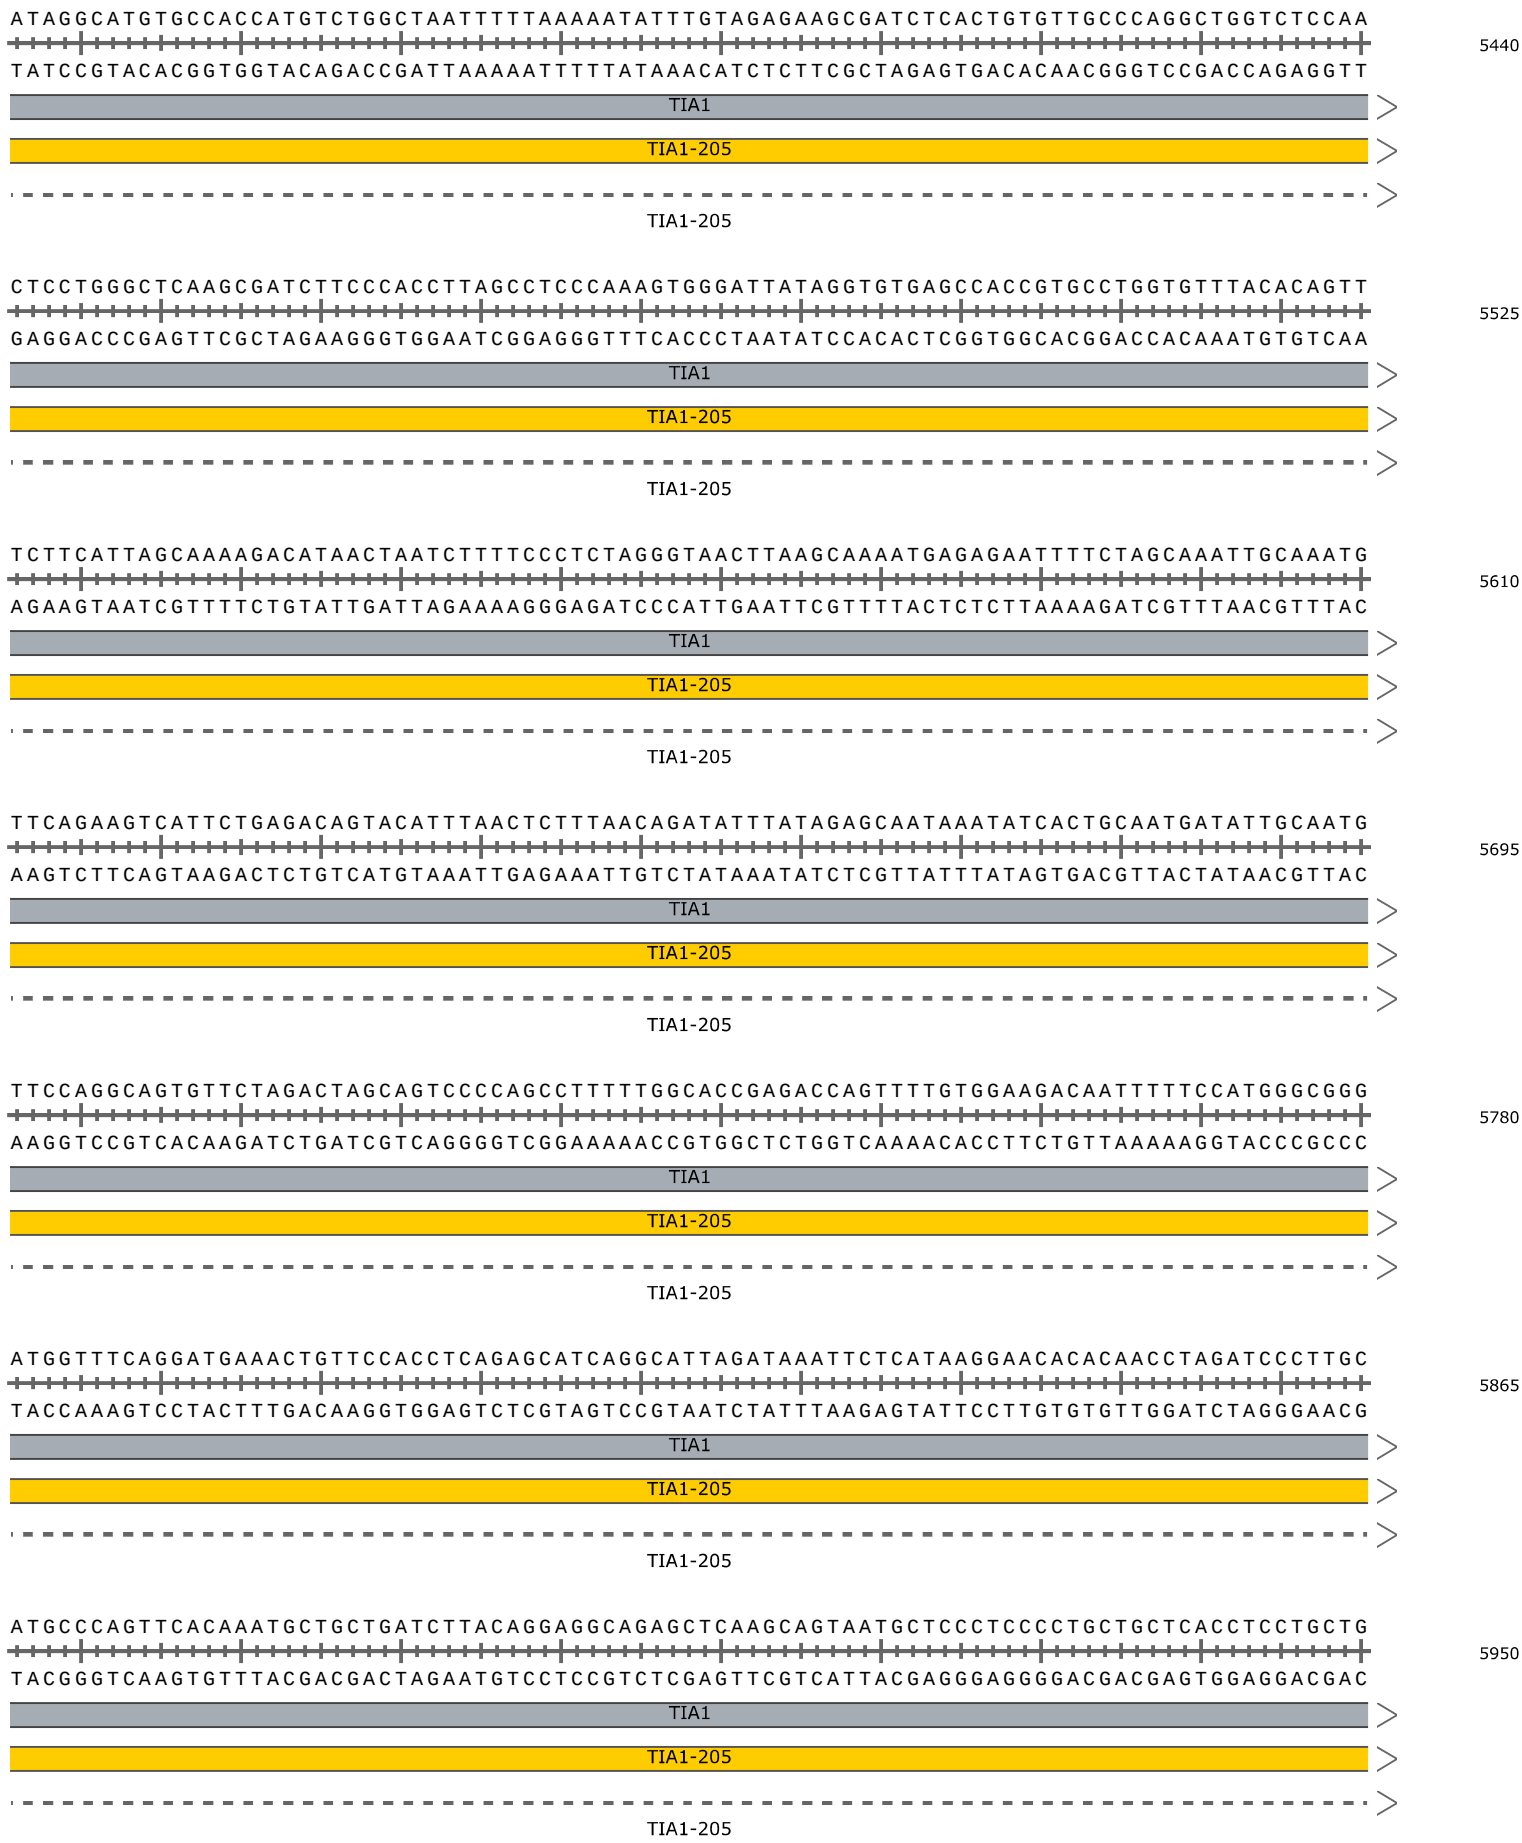 ATAGGCATGTGCCACCATGTCTGGCTAATTTTTAAAAATATTTGTAGAGAAGCGATCTCACTGTGTTGCCCAGGCTGGTCTCCAA
5440
TATCCGTACACGGTGGTACAGACCGATTAAAAATTTTTATAAACATCTCTTCGCTAGAGTGACACAACGGGTCCGACCAGAGGTT
TIA1
TIA1-205
TIA1-205
CTCCTGGGCTCAAGCGATCTTCCCACCTTAGCCTCCCAAAGTGGGATTATAGGTGTGAGCCACCGTGCCTGGTGTTTACACAGTT
5525
GAGGACCCGAGTTCGCTAGAAGGGTGGAATCGGAGGGTTTCACCCTAATATCCACACTCGGTGGCACGGACCACAAATGTGTCAA
TIA1
TIA1-205
TIA1-205
TCTTCATTAGCAAAAGACATAACTAATCTTTTCCCTCTAGGGTAACTTAAGCAAAATGAGAGAATTTTCTAGCAAATTGCAAATG
5610
AGAAGTAATCGTTTTCTGTATTGATTAGAAAAGGGAGATCCCATTGAATTCGTTTTACTCTCTTAAAAGATCGTTTAACGTTTAC
TIA1
TIA1-205
TIA1-205
TTCAGAAGTCATTCTGAGACAGTACATTTAACTCTTTAACAGATATTTATAGAGCAATAAATATCACTGCAATGATATTGCAATG
5695
AAGTCTTCAGTAAGACTCTGTCATGTAAATTGAGAAATTGTCTATAAATATCTCGTTATTTATAGTGACGTTACTATAACGTTAC
TIA1
TIA1-205
TIA1-205
TTCCAGGCAGTGTTCTAGACTAGCAGTCCCCAGCCTTTTTGGCACCGAGACCAGTTTTGTGGAAGACAATTTTTCCATGGGCGGG
5780
AAGGTCCGTCACAAGATCTGATCGTCAGGGGTCGGAAAAACCGTGGCTCTGGTCAAAACACCTTCTGTTAAAAAGGTACCCGCCC
TIA1
TIA1-205
TIA1-205
ATGGTTTCAGGATGAAACTGTTCCACCTCAGAGCATCAGGCATTAGATAAATTCTCATAAGGAACACACAACCTAGATCCCTTGC
5865
TACCAAAGTCCTACTTTGACAAGGTGGAGTCTCGTAGTCCGTAATCTATTTAAGAGTATTCCTTGTGTGTTGGATCTAGGGAACG
TIA1
TIA1-205
TIA1-205
ATGCCCAGTTCACAAATGCTGCTGATCTTACAGGAGGCAGAGCTCAAGCAGTAATGCTCCCTCCCCTGCTGCTCACCTCCTGCTG
5950
TACGGGTCAAGTGTTTACGACGACTAGAATGTCCTCCGTCTCGAGTTCGTCATTACGAGGGAGGGGACGACGAGTGGAGGACGAC
TIA1
TIA1-205
TIA1-205